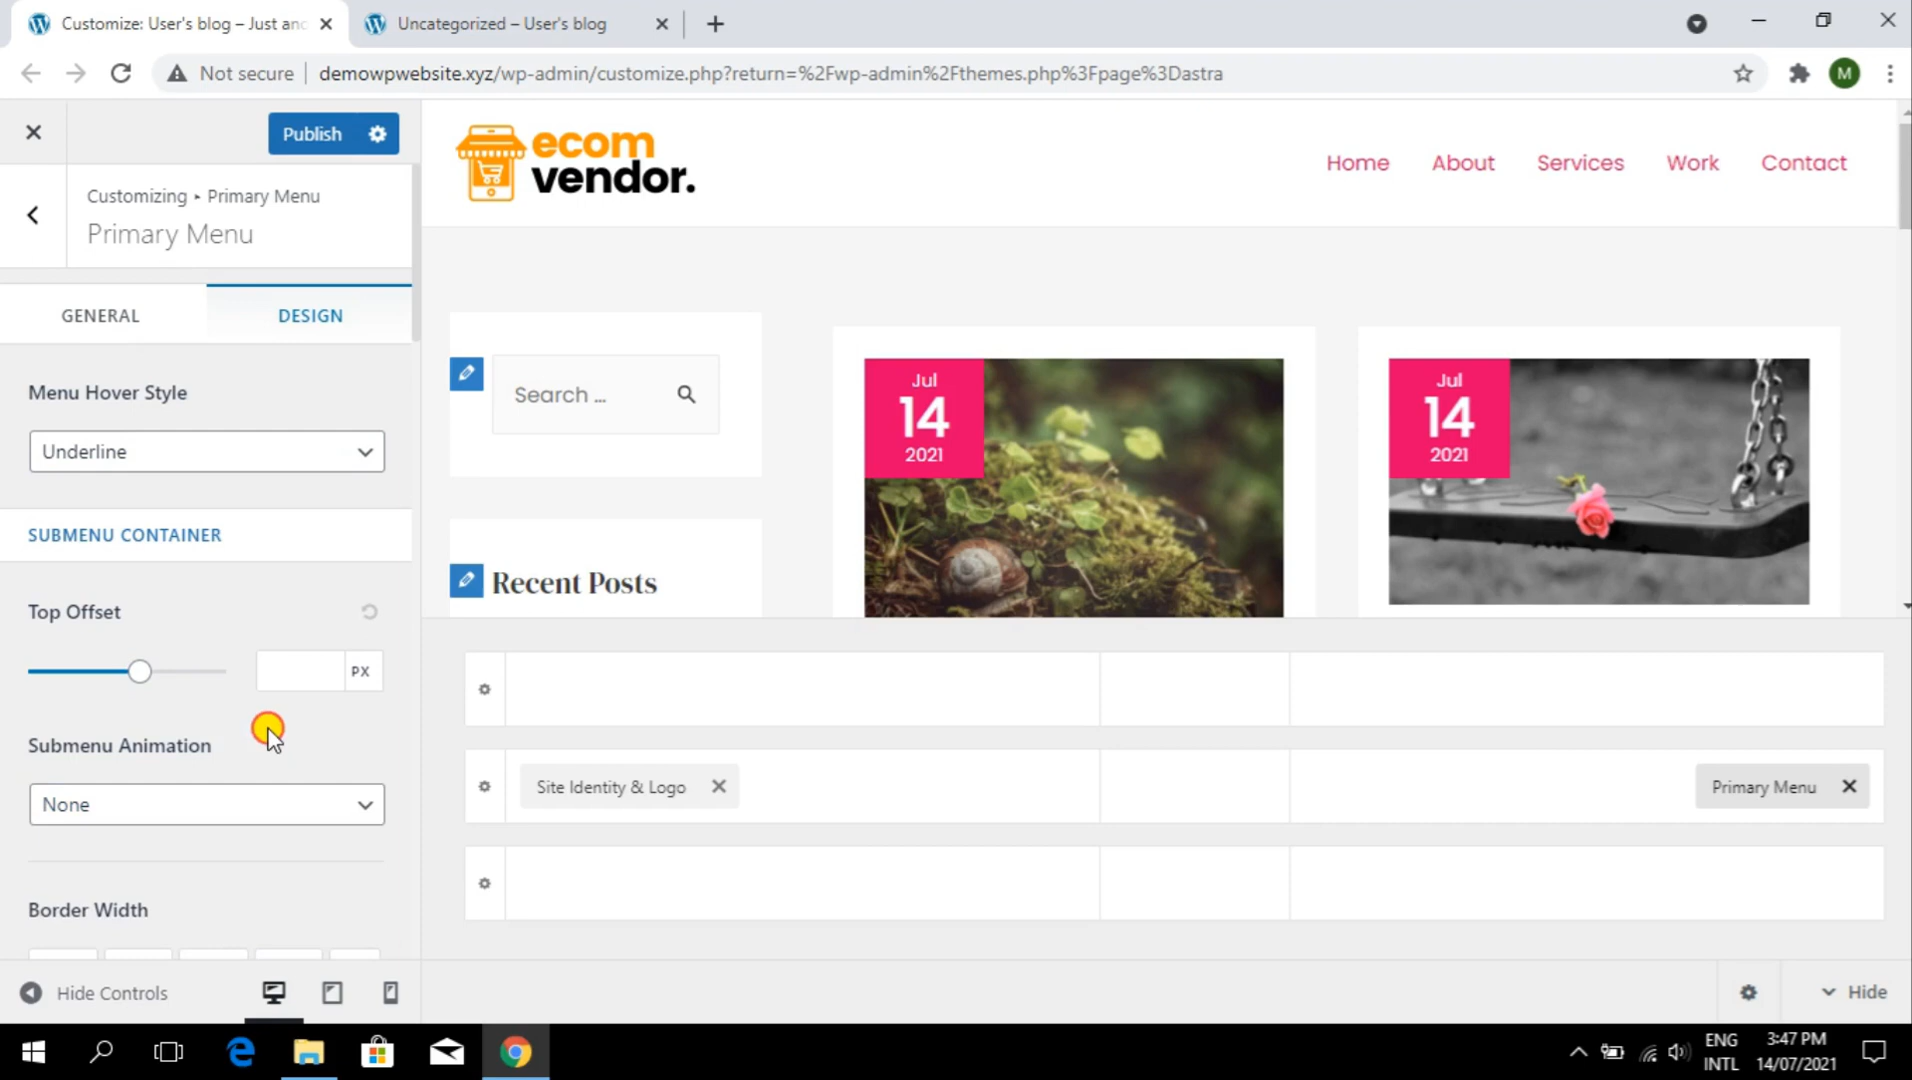 Customize: User's blog – Just and
Uncategorized – User's blog
Not secure
demowpwebsite.xyz/wp-admin/customize.php?return=%2Fwp-admin%2Fthemes.php%3Fpage%3Dastra
M
Publish
Customizing ▸ Primary Menu
Primary Menu
GENERAL
DESIGN
Menu Hover Style
Underline
SUBMENU CONTAINER
Top Offset
PX
Submenu Animation
None
Border Width
Hide Controls
ecom
vendor.
Home
About
Services
Work
Contact
Search ...
Recent Posts
Jul
14
2021
Jul
14
2021
Site Identity & Logo
Primary Menu
Hide
ENG
INTL
3:47 PM
14/07/2021